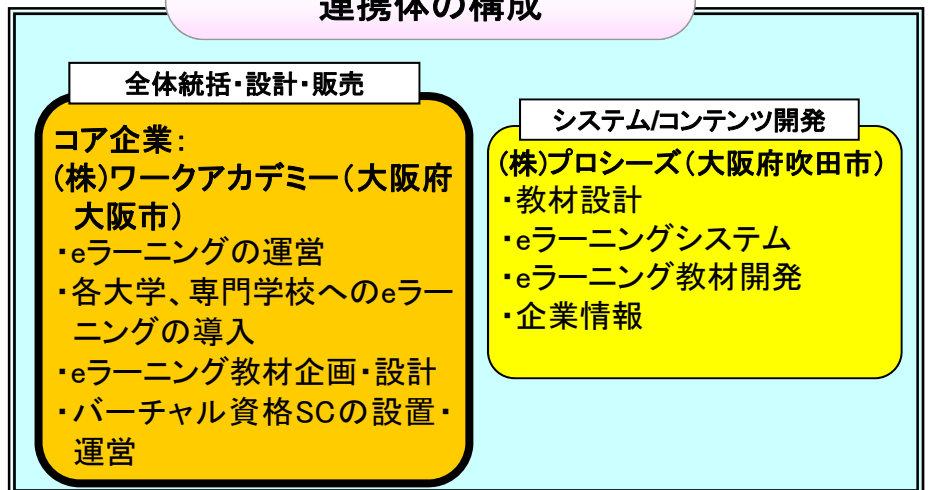 連携体の構成
全体統括・設計・販売
コア企業:
(株)ワークアカデミー(大阪府
大阪市)
・eラーニングの運営
・各大学、専門学校へのeラー
ニングの導入
・eラーニング教材企画・設計
・バーチャル資格SCの設置・
運営
システム/コンテンツ開発
(株)プロシーズ(大阪府吹田市)
・教材設計
・eラーニングシステム
・eラーニング教材開発
・企業情報